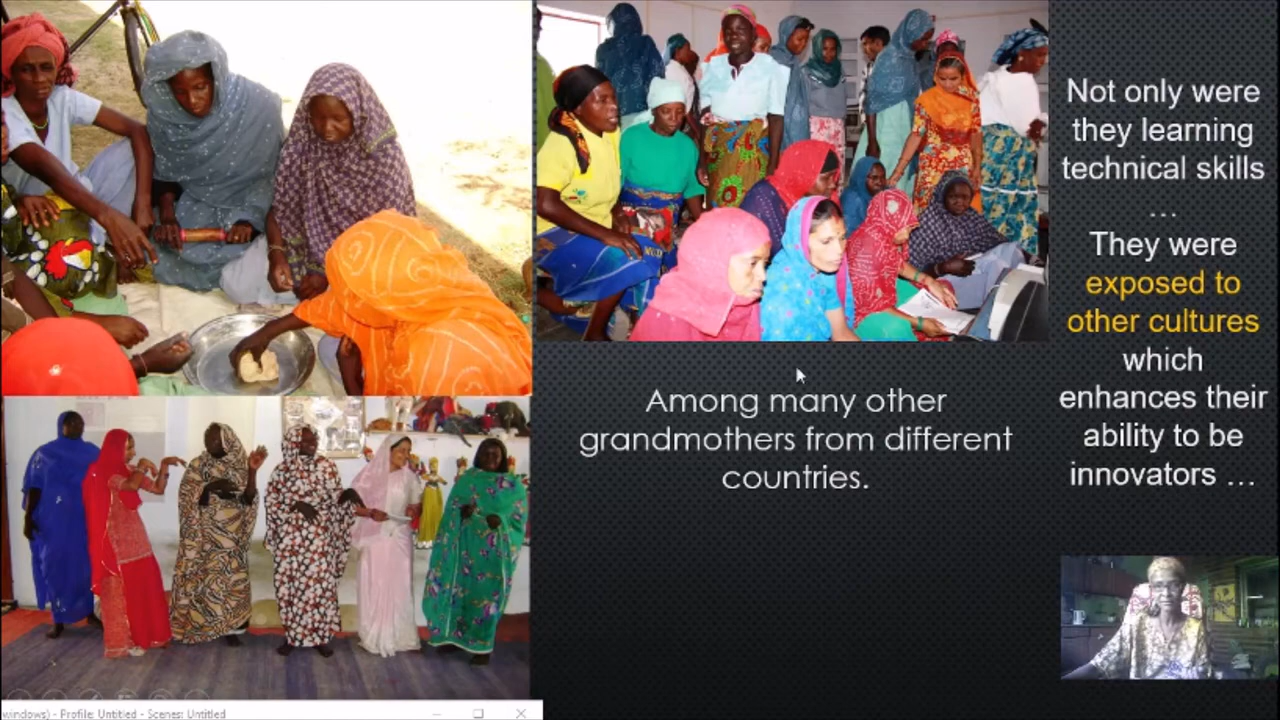 Not only were
they learning
technical skills
...
They were
exposed to
other cultures
which
enhances their
ability to be
innovators ...
Among many other
grandmothers from different
countries.
windows) - Profile: Untitled - Scenes: Untitled